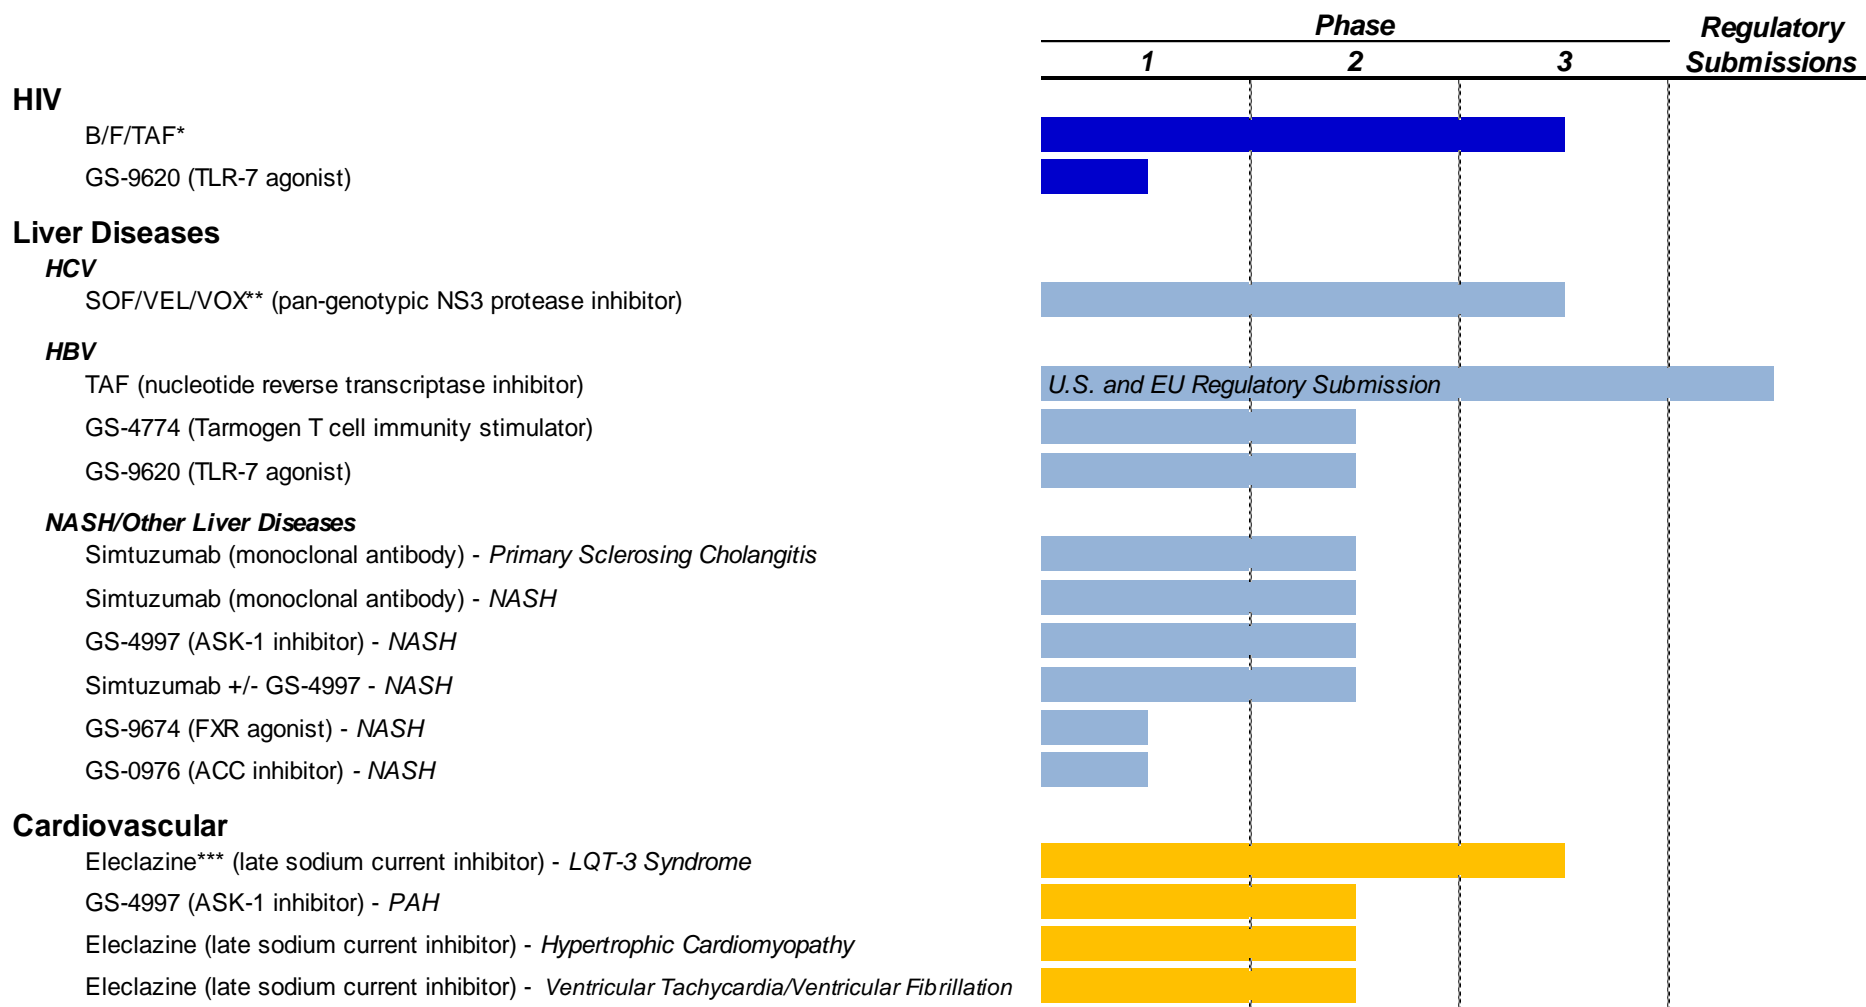 Phase Regulatory
1 2 3 Submissions
HIV
B/F/TAF*
GS-9620 (TLR-7 agonist)
Liver Diseases
HCV
SOF/VEL/VOX** (pan-genotypic NS3 protease inhibitor)
HBV
TAF (nucleotide reverse transcriptase inhibitor) U.S. and EU Regulatory Submission
GS-4774 (Tarmogen T cell immunity stimulator)
GS-9620 (TLR-7 agonist)
NASH/Other Liver Diseases
Simtuzumab (monoclonal antibody) - Primary Sclerosing Cholangitis
Simtuzumab (monoclonal antibody) - NASH
GS-4997 (ASK-1 inhibitor) - NASH
Simtuzumab +/- GS-4997 - NASH
GS-9674 (FXR agonist) - NASH
GS-0976 (ACC inhibitor) - NASH
Cardiovascular
Eleclazine*** (late sodium current inhibitor) - LQT-3 Syndrome
GS-4997 (ASK-1 inhibitor) - PAH
Eleclazine (late sodium current inhibitor) - Hypertrophic Cardiomyopathy
Eleclazine (late sodium current inhibitor) - Ventricular Tachycardia/Ventricular Fibrillation